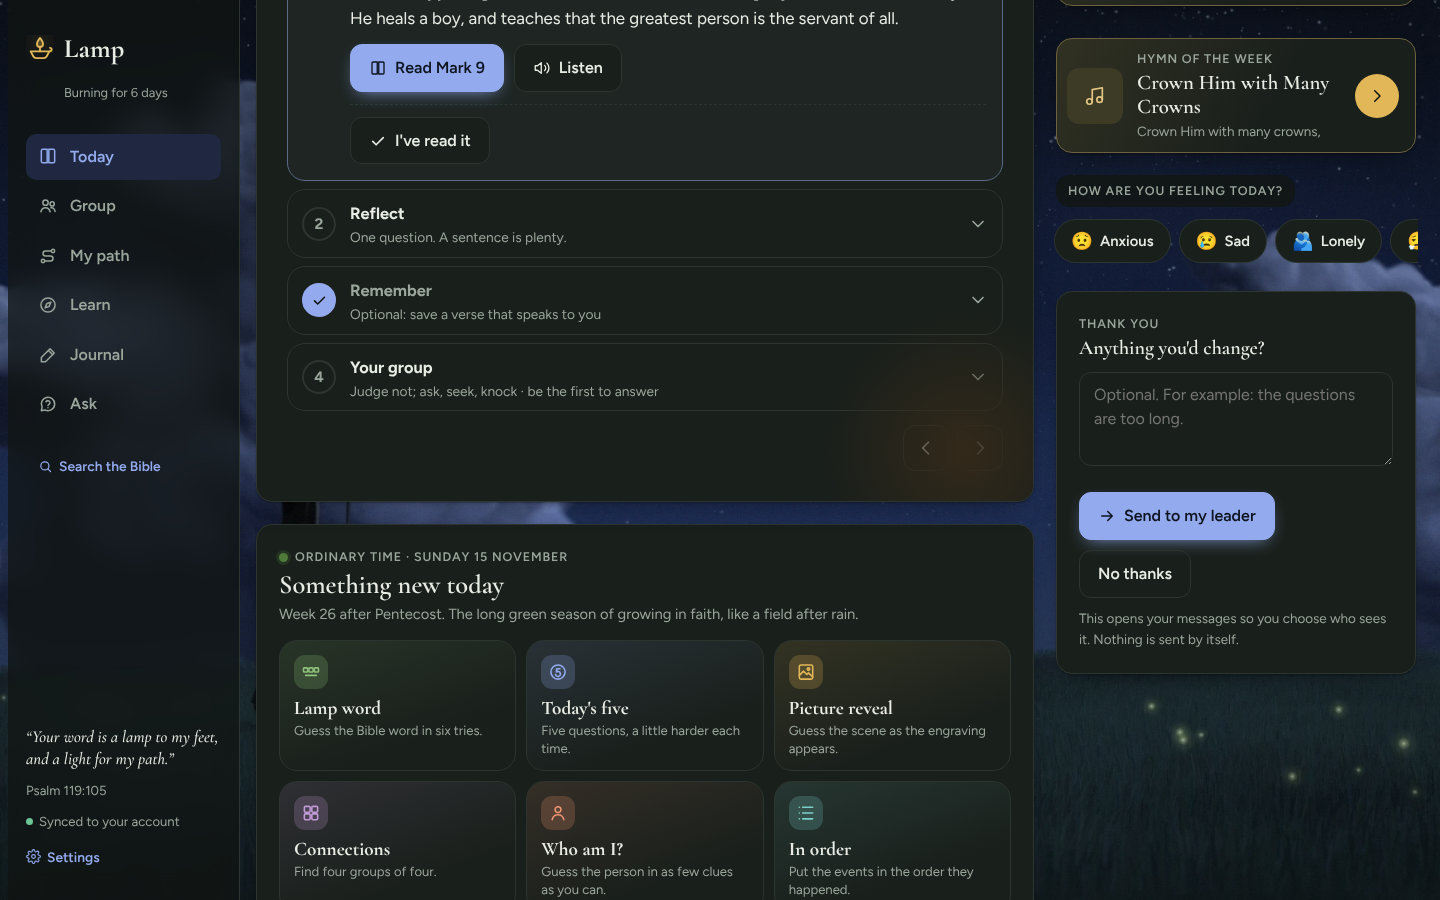 Lamp
Burning for 6 days
Today
Group
My path
Learn
Journal
Ask
Search the Bible
“Your word is a lamp to my feet,
and a light for my path.”
Psalm 119:105
Synced to your account
Settings
He heals a boy, and teaches that the greatest person is the servant of all.
Read Mark 9
Listen
I've read it
2
Reflect
One question. A sentence is plenty.
Remember
Optional: save a verse that speaks to you
4
Your group
Judge not; ask, seek, knock · be the first to answer
ORDINARY TIME · SUNDAY 15 NOVEMBER
Something new today
Week 26 after Pentecost. The long green season of growing in faith, like a field after rain.
Lamp word
Guess the Bible word in six tries.
5
Today's five
Five questions, a little harder each
time.
Picture reveal
Guess the scene as the engraving
appears.
Connections
Find four groups of four.
Who am I?
Guess the person in as few clues
as you can.
In order
Put the events in the order they
happened.
HYMN OF THE WEEK
Crown Him with Many
Crowns
Crown Him with many crowns,
HOW ARE YOU FEELING TODAY?
Anxious
Sad
Lonely
THANK YOU
Anything you'd change?
Optional. For example: the questions
are too long.
Send to my leader
No thanks
This opens your messages so you choose who sees
it. Nothing is sent by itself.